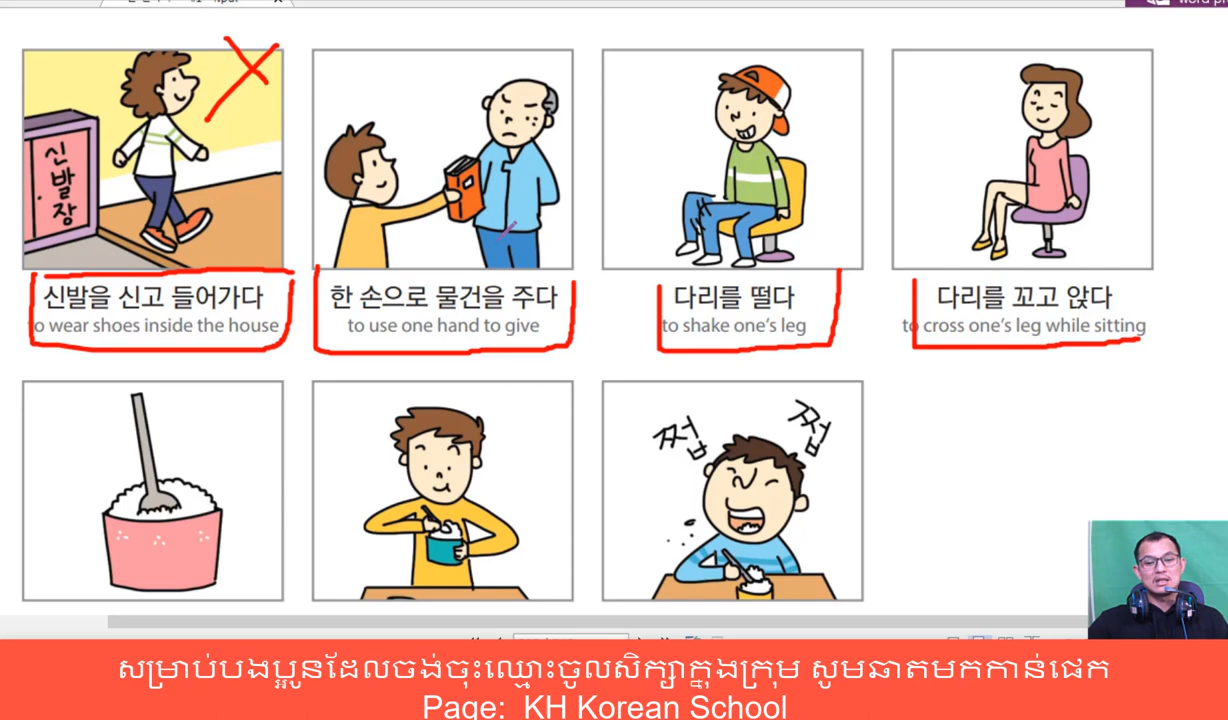 신
발
장
신발을 신고 들어가다
to wear shoes inside the house
한 손으로 물건을 주다
to use one hand to give
다리를 떨다
to shake one's leg
다리를 꼬고 앉다
to cross one's leg while sitting
쩝
쩝
សម្រាប់បងប្អូនដែលចង់ចុះឈ្មោះចូលសិក្សាក្នុងក្រុម សូមឆាតមកកាន់ផេក
Page: KH Korean School